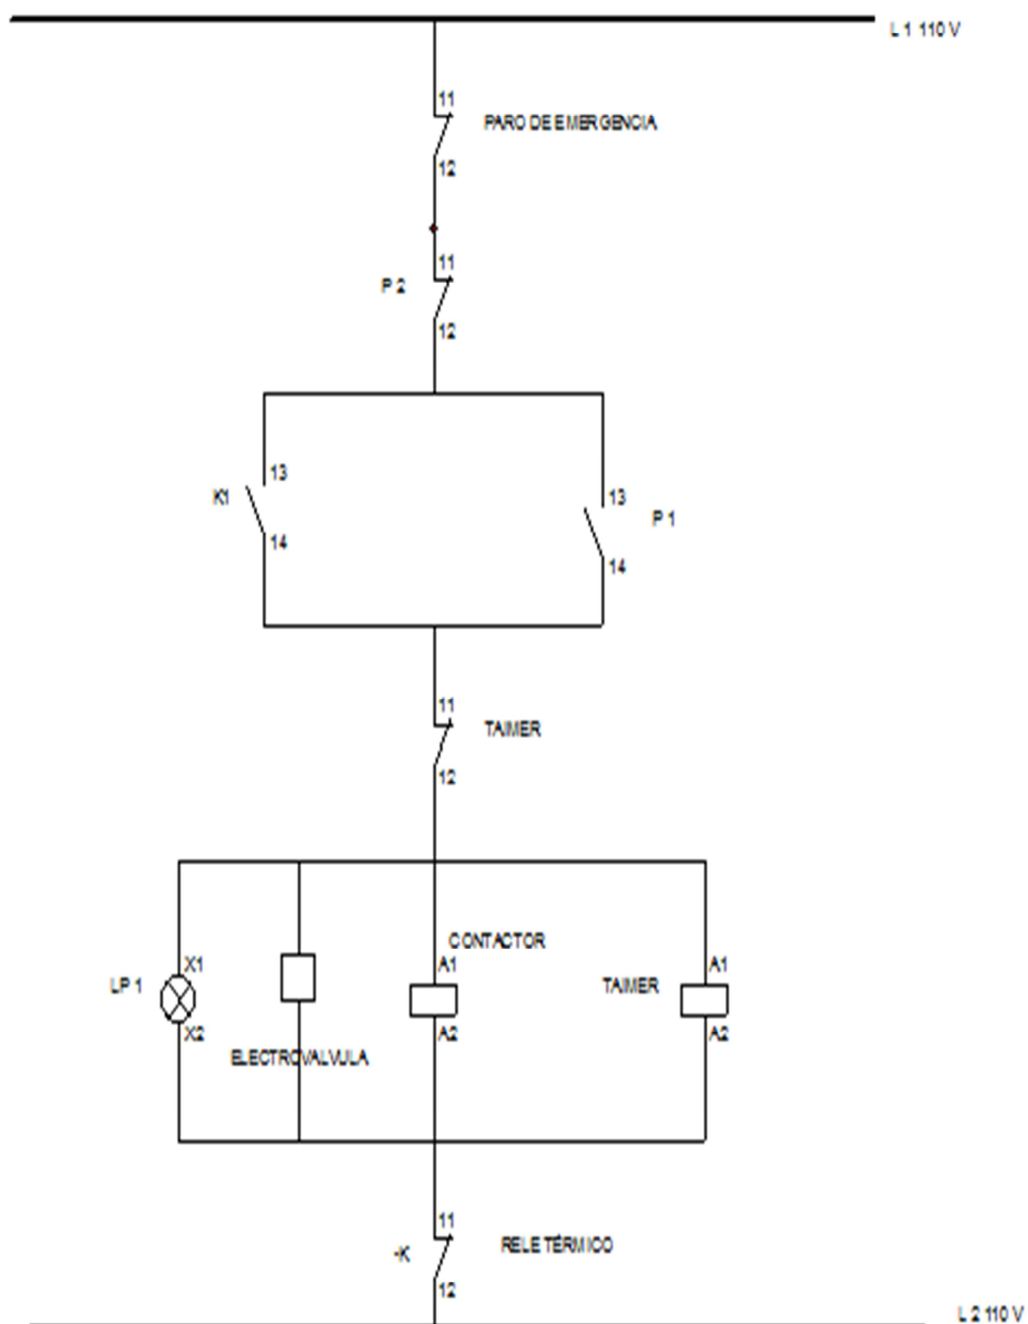 L 1 110 V
11
PARO DE EMERGENCIA
12
11
P 2
12
13
K1
14
13
P 1
14
11
TAIMER
12
CONTACTOR
X1
A1
A1
LP 1
TAIMER
X2
A2
A2
ELECTROVALVULA
11
-K
RELE TÉRMICO
12
L 2 110 V